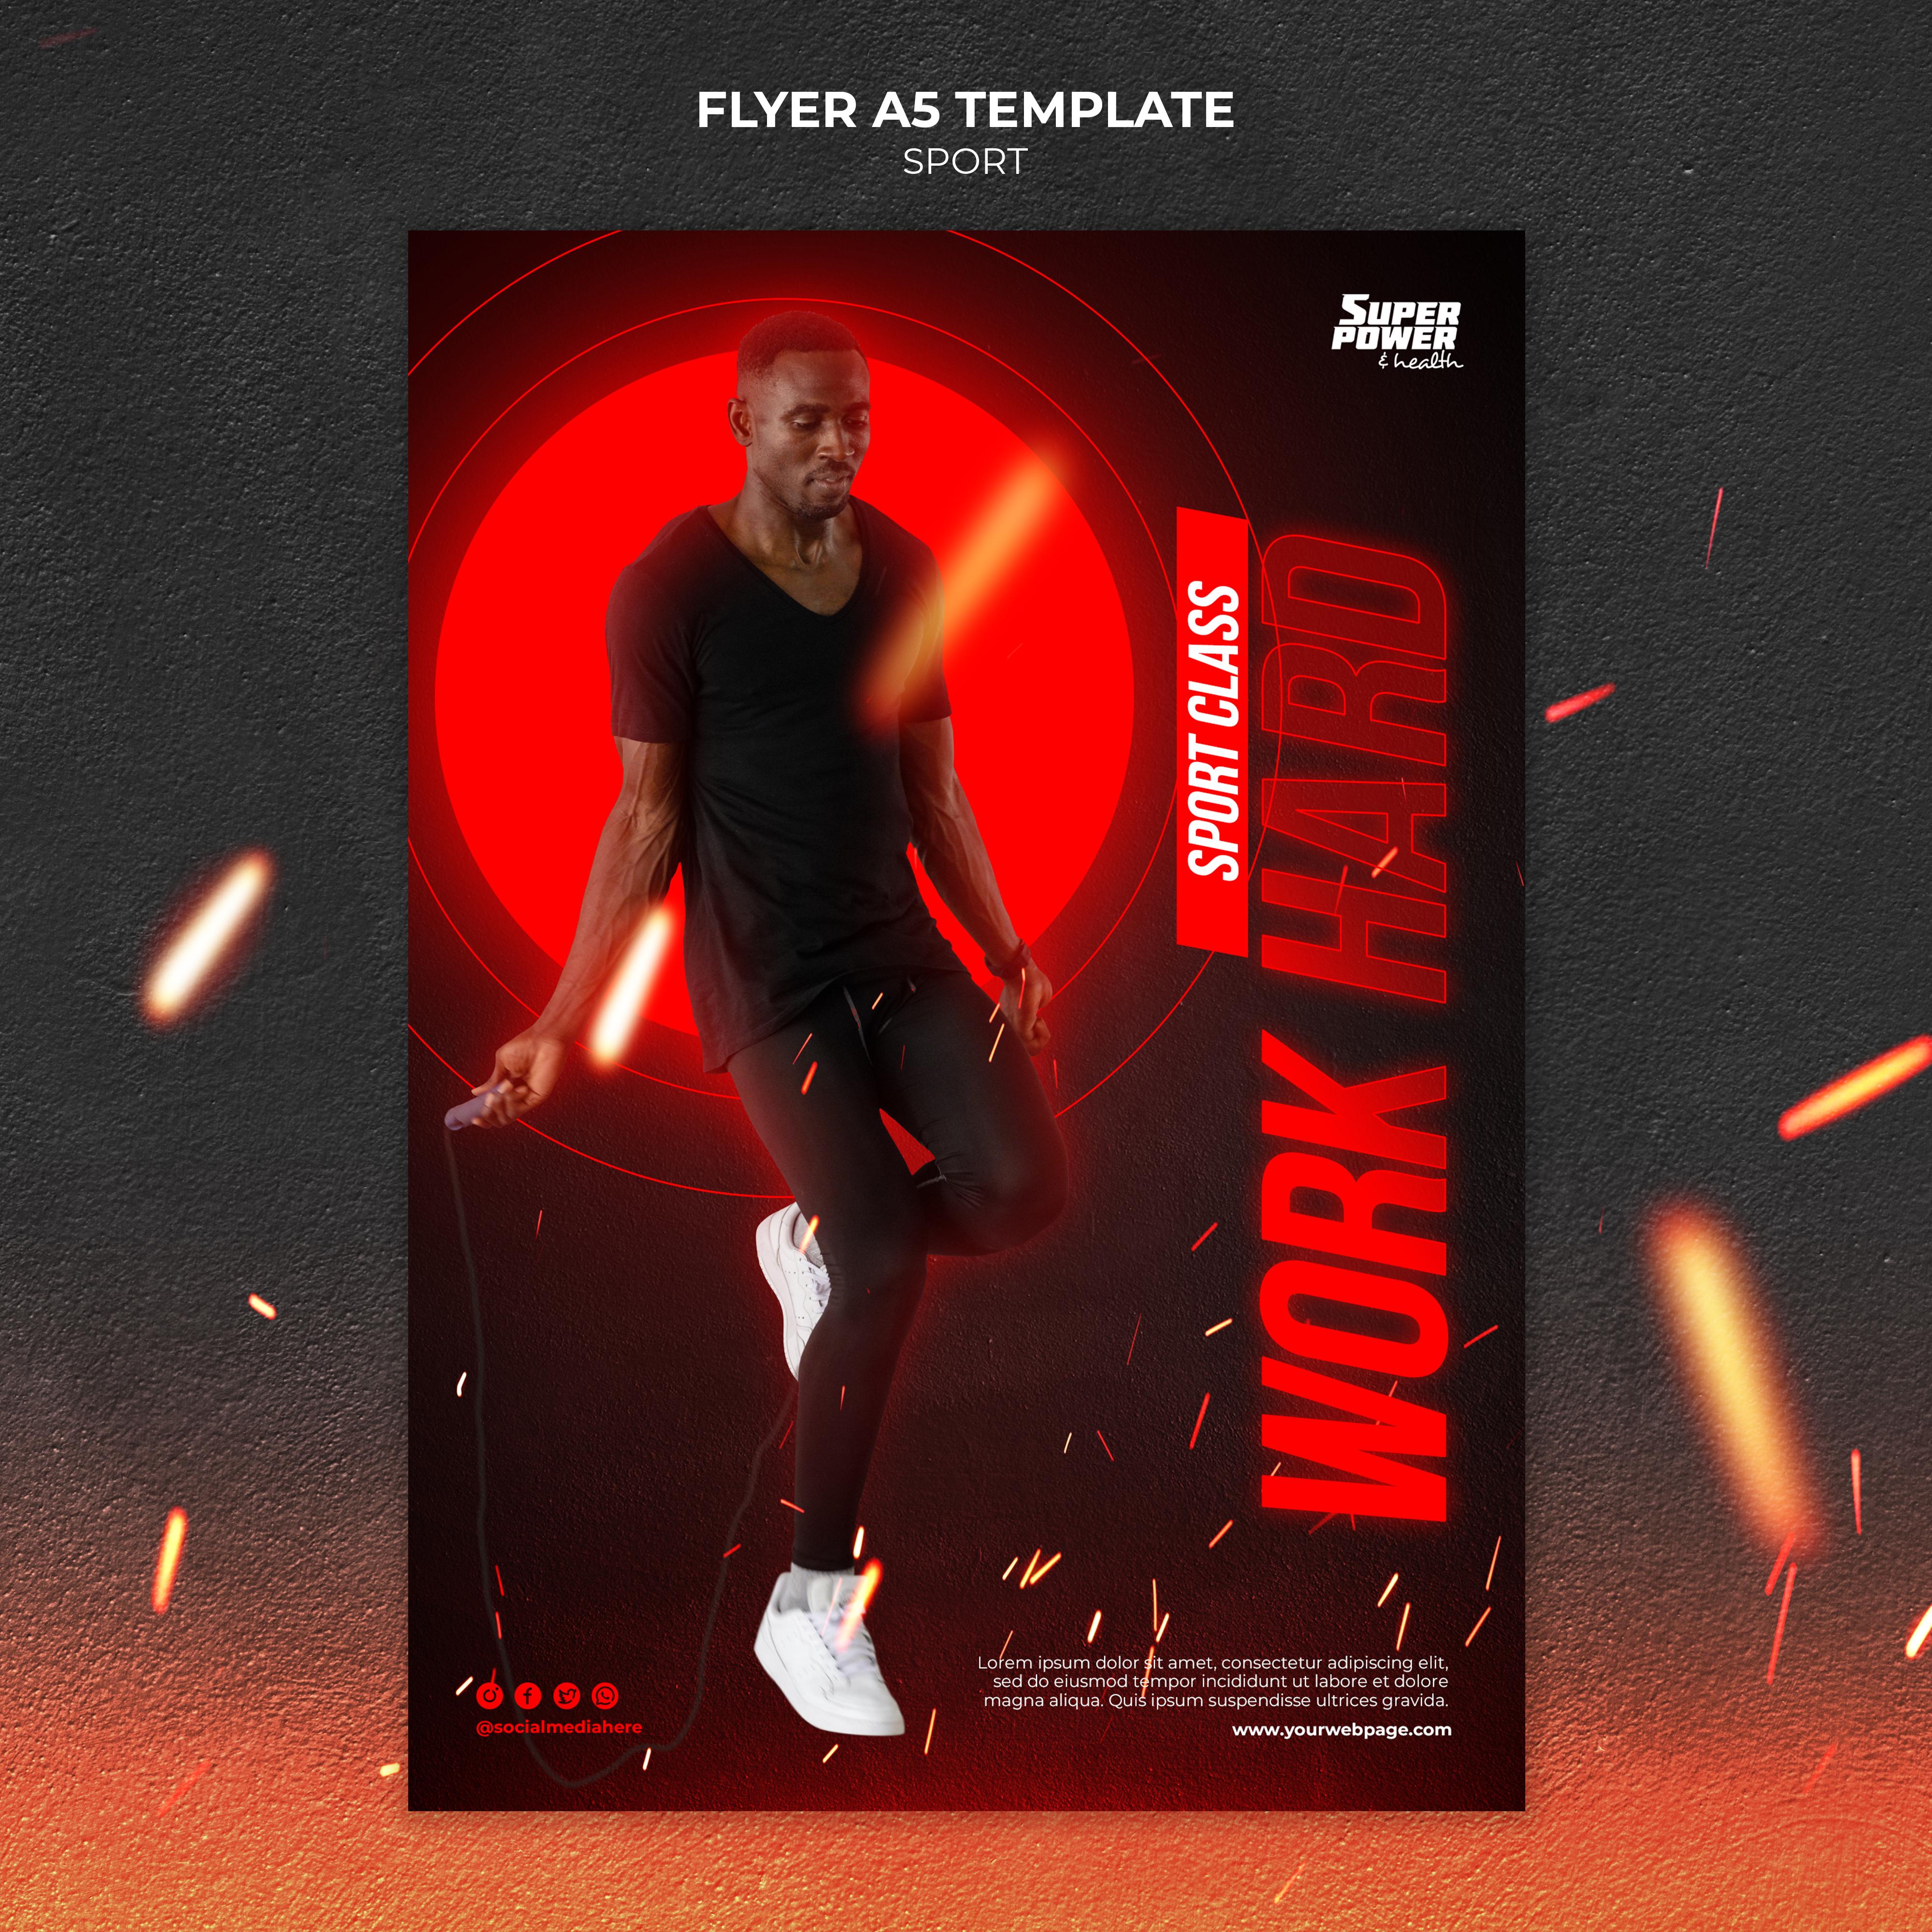 FLYER A5 TEMPLATE
SPORT
SUPER
POWER
& health
SPORT CLASS
WORK HARD
Lorem ipsum dolor sit amet, consectetur adipiscing elit,
sed do eiusmod tempor incididunt ut labore et dolore
magna aliqua. Quis ipsum suspendisse ultrices gravida.
www.yourwebpage.com
@socialmediahere